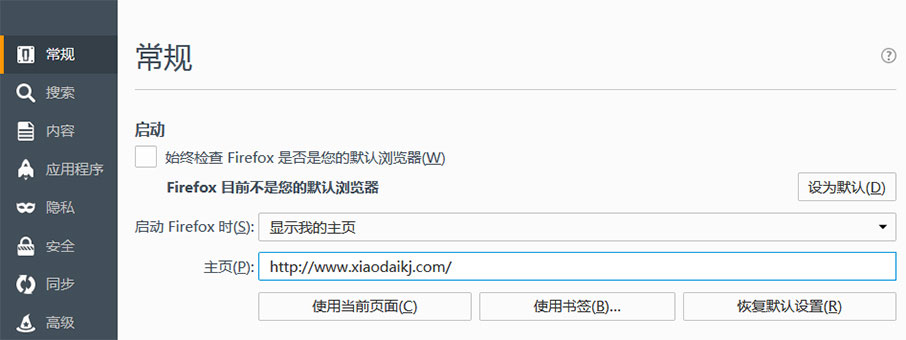 常规
搜索
内容
应用程序
隐私
安全
同步
高级
常规
?
启动
始终检查 Firefox 是否是您的默认浏览器(W)
Firefox 目前不是您的默认浏览器
设为默认(D)
启动 Firefox 时(S): 显示我的主页
主页(P): http://www.xiaodaikj.com/
使用当前页面(C) 使用书签(B)... 恢复默认设置(R)